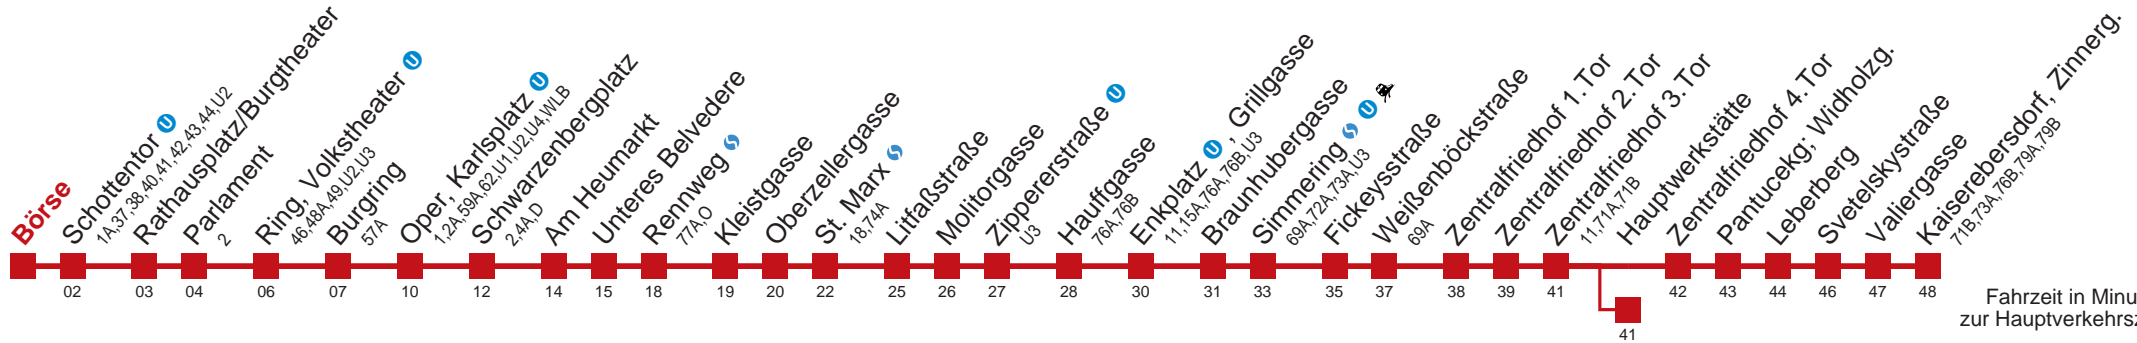 Börse
Schottentor U
1A,37,38,40,41,42,43,44,U2
Rathausplatz/Burgtheater
Parlament
2
Ring, Volkstheater U
46,48A,49,U2,U3
Burgring
57A
Oper, Karlsplatz U
1,2A,59A,62,U1,U2,U4,WLB
Schwarzenbergplatz
2,4A,D
Am Heumarkt
Unteres Belvedere
Rennweg S
77A,O
Kleistgasse
Oberzellergasse
St. Marx S
18,74A
Litfaßstraße
Molitorgasse
Zippererstraße U
U3
Hauffgasse
76A,76B
Enkplatz U, Grillgasse
11,15A,76A,76B,U3
Braunhubergasse
Simmering S U
69A,72A,73A,U3
Fickeysstraße
Weißenböckstraße
69A
Zentralfriedhof 1.Tor
Zentralfriedhof 2.Tor
Zentralfriedhof 3.Tor
11,71A,71B
Hauptwerkstätte
Zentralfriedhof 4.Tor
Pantucekg; Widholzg.
Leberberg
Svetelskystraße
Valiergasse
Kaiserebersdorf, Zinnerg.
71B,73A,76B,79A,79B
02 03 04 06 07 10 12 14 15 18 19 20 22 25 26 27 28 30 31 33 35 37 38 39 41 42 43 44 46 47 48
41
Fahrzeit in Minu
zur Hauptverkehrsz